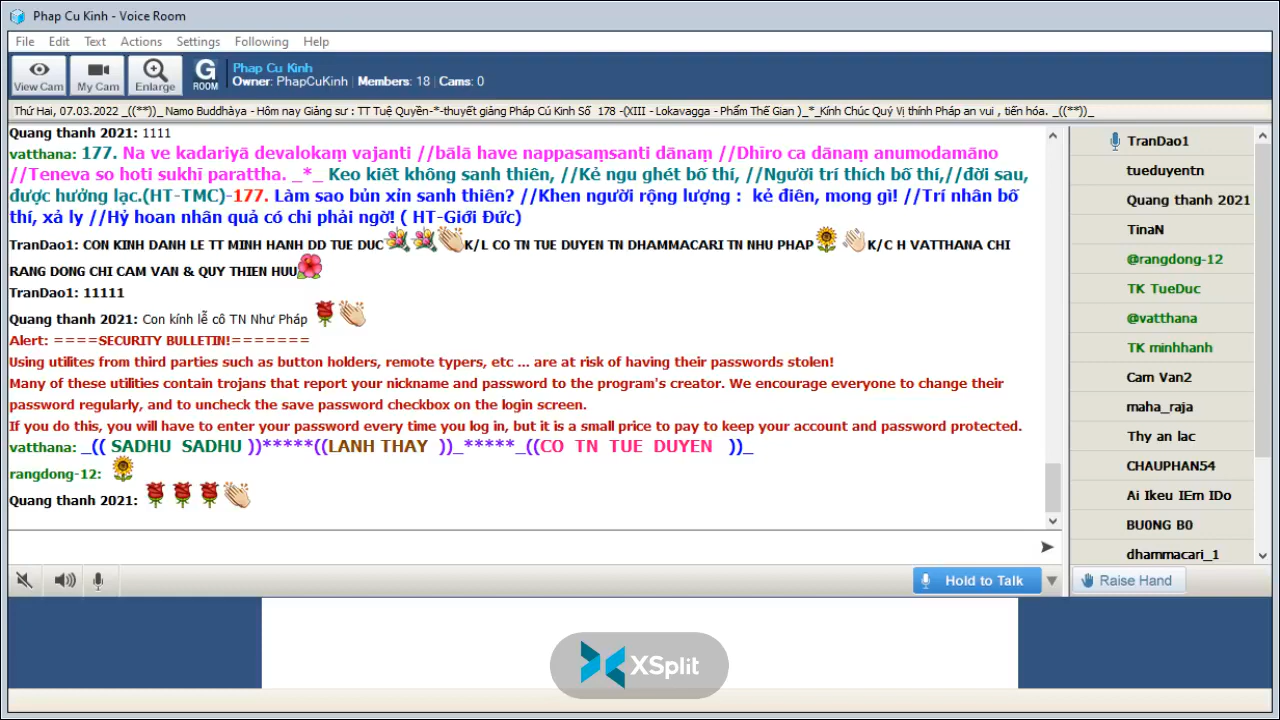 Phap Cu Kinh - Voice Room
File Edit Text Actions Settings Following Help
View Cam My Cam Enlarge G ROOM
Phap Cu Kinh
Owner: PhapCuKinh | Members: 18 | Cams: 0
Thứ Hai, 07.03.2022 _((**))_ Namo Buddhàya - Hôm nay Giảng sư : TT Tuệ Quyền-*-thuyết giảng Pháp Cú Kinh Số 178 -(XIII - Lokavagga - Phẩm Thế Gian )_*_Kính Chúc Quý Vị thính Pháp an vui , tiến hóa. _((**))_
Quang thanh 2021: 1111
vatthana: 177. Na ve kadariyā devalokaṃ vajanti //bālā have nappasaṃsanti dānaṃ //Dhīro ca dānaṃ anumodamāno
//Teneva so hoti sukhī parattha. _*_ Keo kiết không sanh thiên, //Kẻ ngu ghét bố thí, //Người trí thích bố thí,//đời sau,
được hưởng lạc.(HT-TMC)-177. Làm sao bủn xỉn sanh thiên? //Khen người rộng lượng : kẻ điên, mong gì! //Trí nhân bố
thí, xả ly //Hỷ hoan nhân quả có chi phải ngờ! ( HT-Giới Đức)
TranDao1: CON KINH DANH LE TT MINH HANH DD TUE DUC K/L CO TN TUE DUYEN TN DHAMMACARI TN NHU PHAP K/C H VATTHANA CHI
RANG DONG CHI CAM VAN & QUY THIEN HUU
TranDao1: 11111
Quang thanh 2021: Con kính lễ cô TN Như Pháp
Alert: ====SECURITY BULLETIN!=======
Using utilites from third parties such as button holders, remote typers, etc ... are at risk of having their passwords stolen!
Many of these utilities contain trojans that report your nickname and password to the program's creator. We encourage everyone to change their
password regularly, and to uncheck the save password checkbox on the login screen.
If you do this, you will have to enter your password every time you log in, but it is a small price to pay to keep your account and password protected.
vatthana: _(( SADHU SADHU ))*****((LANH THAY ))_*****_((CO TN TUE DUYEN ))_
rangdong-12:
Quang thanh 2021:
Hold to Talk
TranDao1
tueduyentn
Quang thanh 2021
TinaN
@rangdong-12
TK TueDuc
@vatthana
TK minhhanh
Cam Van2
maha_raja
Thy an lac
CHAUPHAN54
Ai Ikeu IEm IDo
BU0NG B0
dhammacari_1
Raise Hand
XSplit